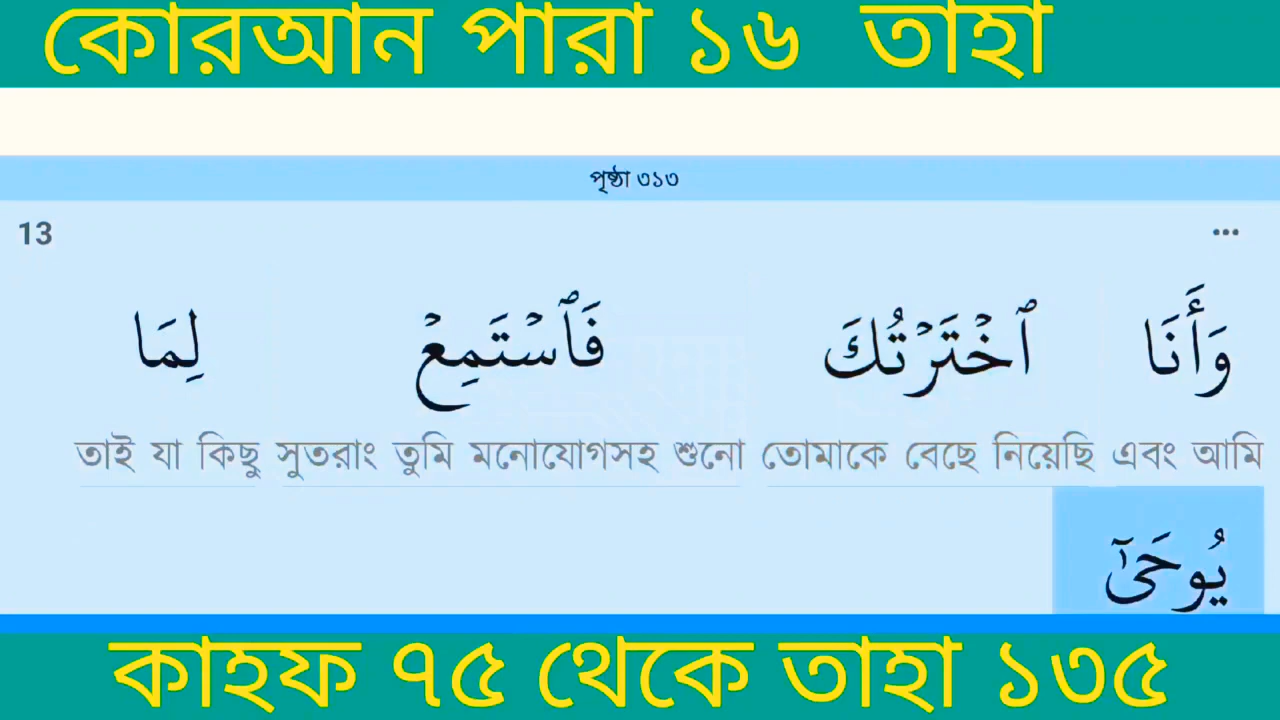 কোরআন পারা ১৬ তাহা
পৃষ্ঠা ৩১৩
13
وَأَنَا ٱخْتَرْتُكَ فَٱسْتَمِعْ لِمَا
তাই যা কিছু সুতরাং তুমি মনোযোগসহ শুনো তোমাকে বেছে নিয়েছি এবং আমি
يُوحَىٰٓ
কাহফ ৭৫ থেকে তাহা ১৩৫